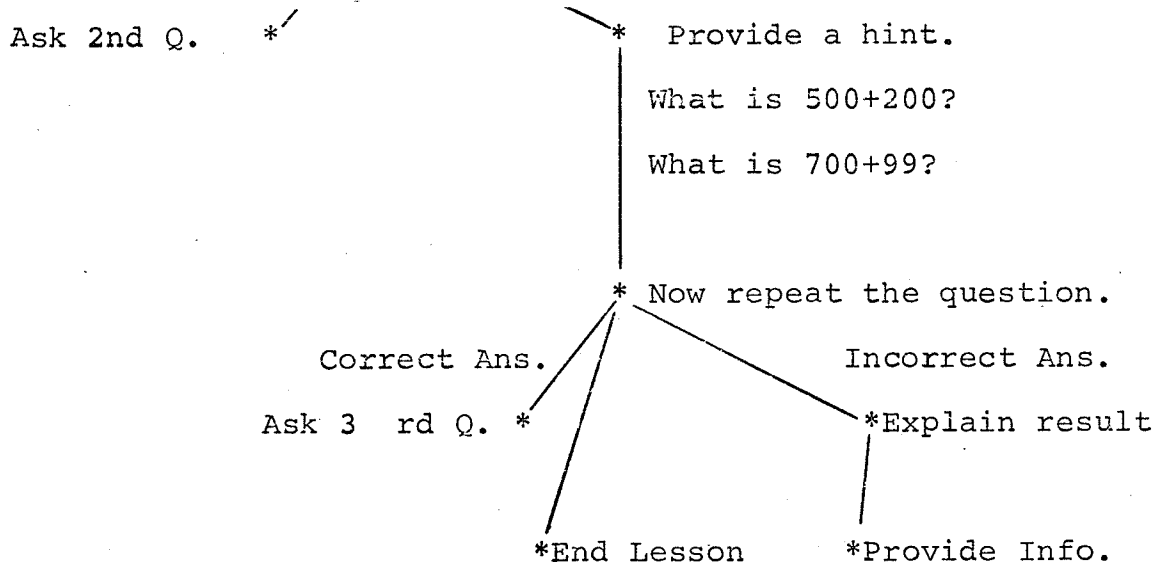 Ask 2nd Q. * * Provide a hint.
What is 500+200?
What is 700+99?
* Now repeat the question.
Correct Ans. Incorrect Ans.
Ask 3 rd Q. * *Explain result
*End Lesson *Provide Info.